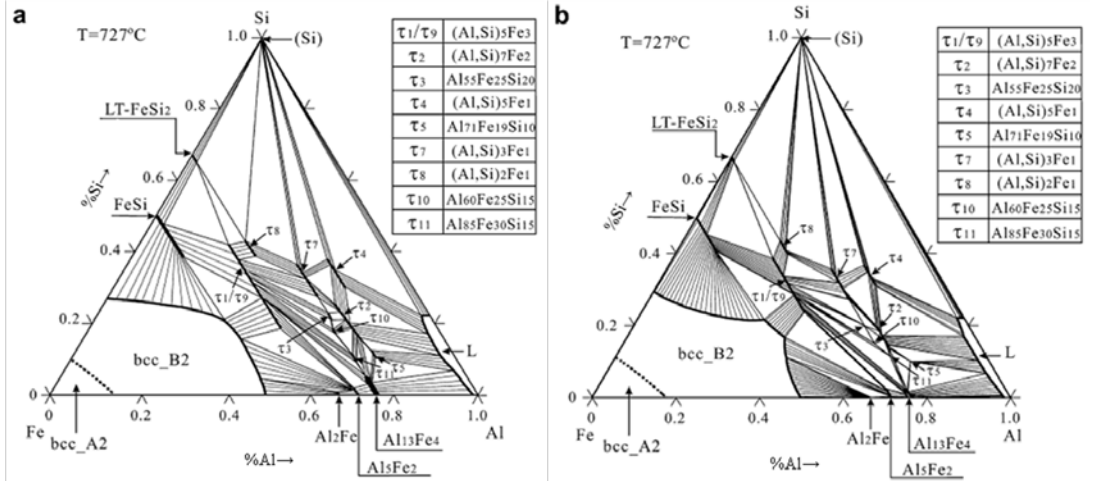 a
T=727°C
Si
1.0
(Si)
τ1/τ9 (Al,Si)5Fe3
τ2 (Al,Si)7Fe2
τ3 Al55Fe25Si20
τ4 (Al,Si)5Fe1
τ5 Al71Fe19Si10
τ7 (Al,Si)3Fe1
τ8 (Al,Si)2Fe1
τ10 Al60Fe25Si15
τ11 Al85Fe30Si15
LT-FeSi2
0.8
%Si→
0.6
FeSi
0.4
τ8
τ7
τ4
τ1/τ9
τ2
τ10
0.2
τ3
τ5
τ11
L
bcc_B2
0
0
0.2
0.4
0.6
0.8
1.0
Fe
bcc_A2
Al2Fe
Al
Al13Fe4
%Al→
Al5Fe2
b
T=727°C
Si
1.0
(Si)
τ1/τ9 (Al,Si)5Fe3
τ2 (Al,Si)7Fe2
τ3 Al55Fe25Si20
τ4 (Al,Si)5Fe1
τ5 Al71Fe19Si10
τ7 (Al,Si)3Fe1
τ8 (Al,Si)2Fe1
τ10 Al60Fe25Si15
τ11 Al85Fe30Si15
LT-FeSi2
0.8
%Si→
0.6
FeSi
0.4
τ8
τ7
τ4
τ1/τ9
τ2
τ10
0.2
τ3
τ5
τ11
L
bcc_B2
0
0
0.2
0.4
0.6
0.8
1.0
Fe
bcc_A2
Al2Fe
Al
Al13Fe4
%Al→
Al5Fe2